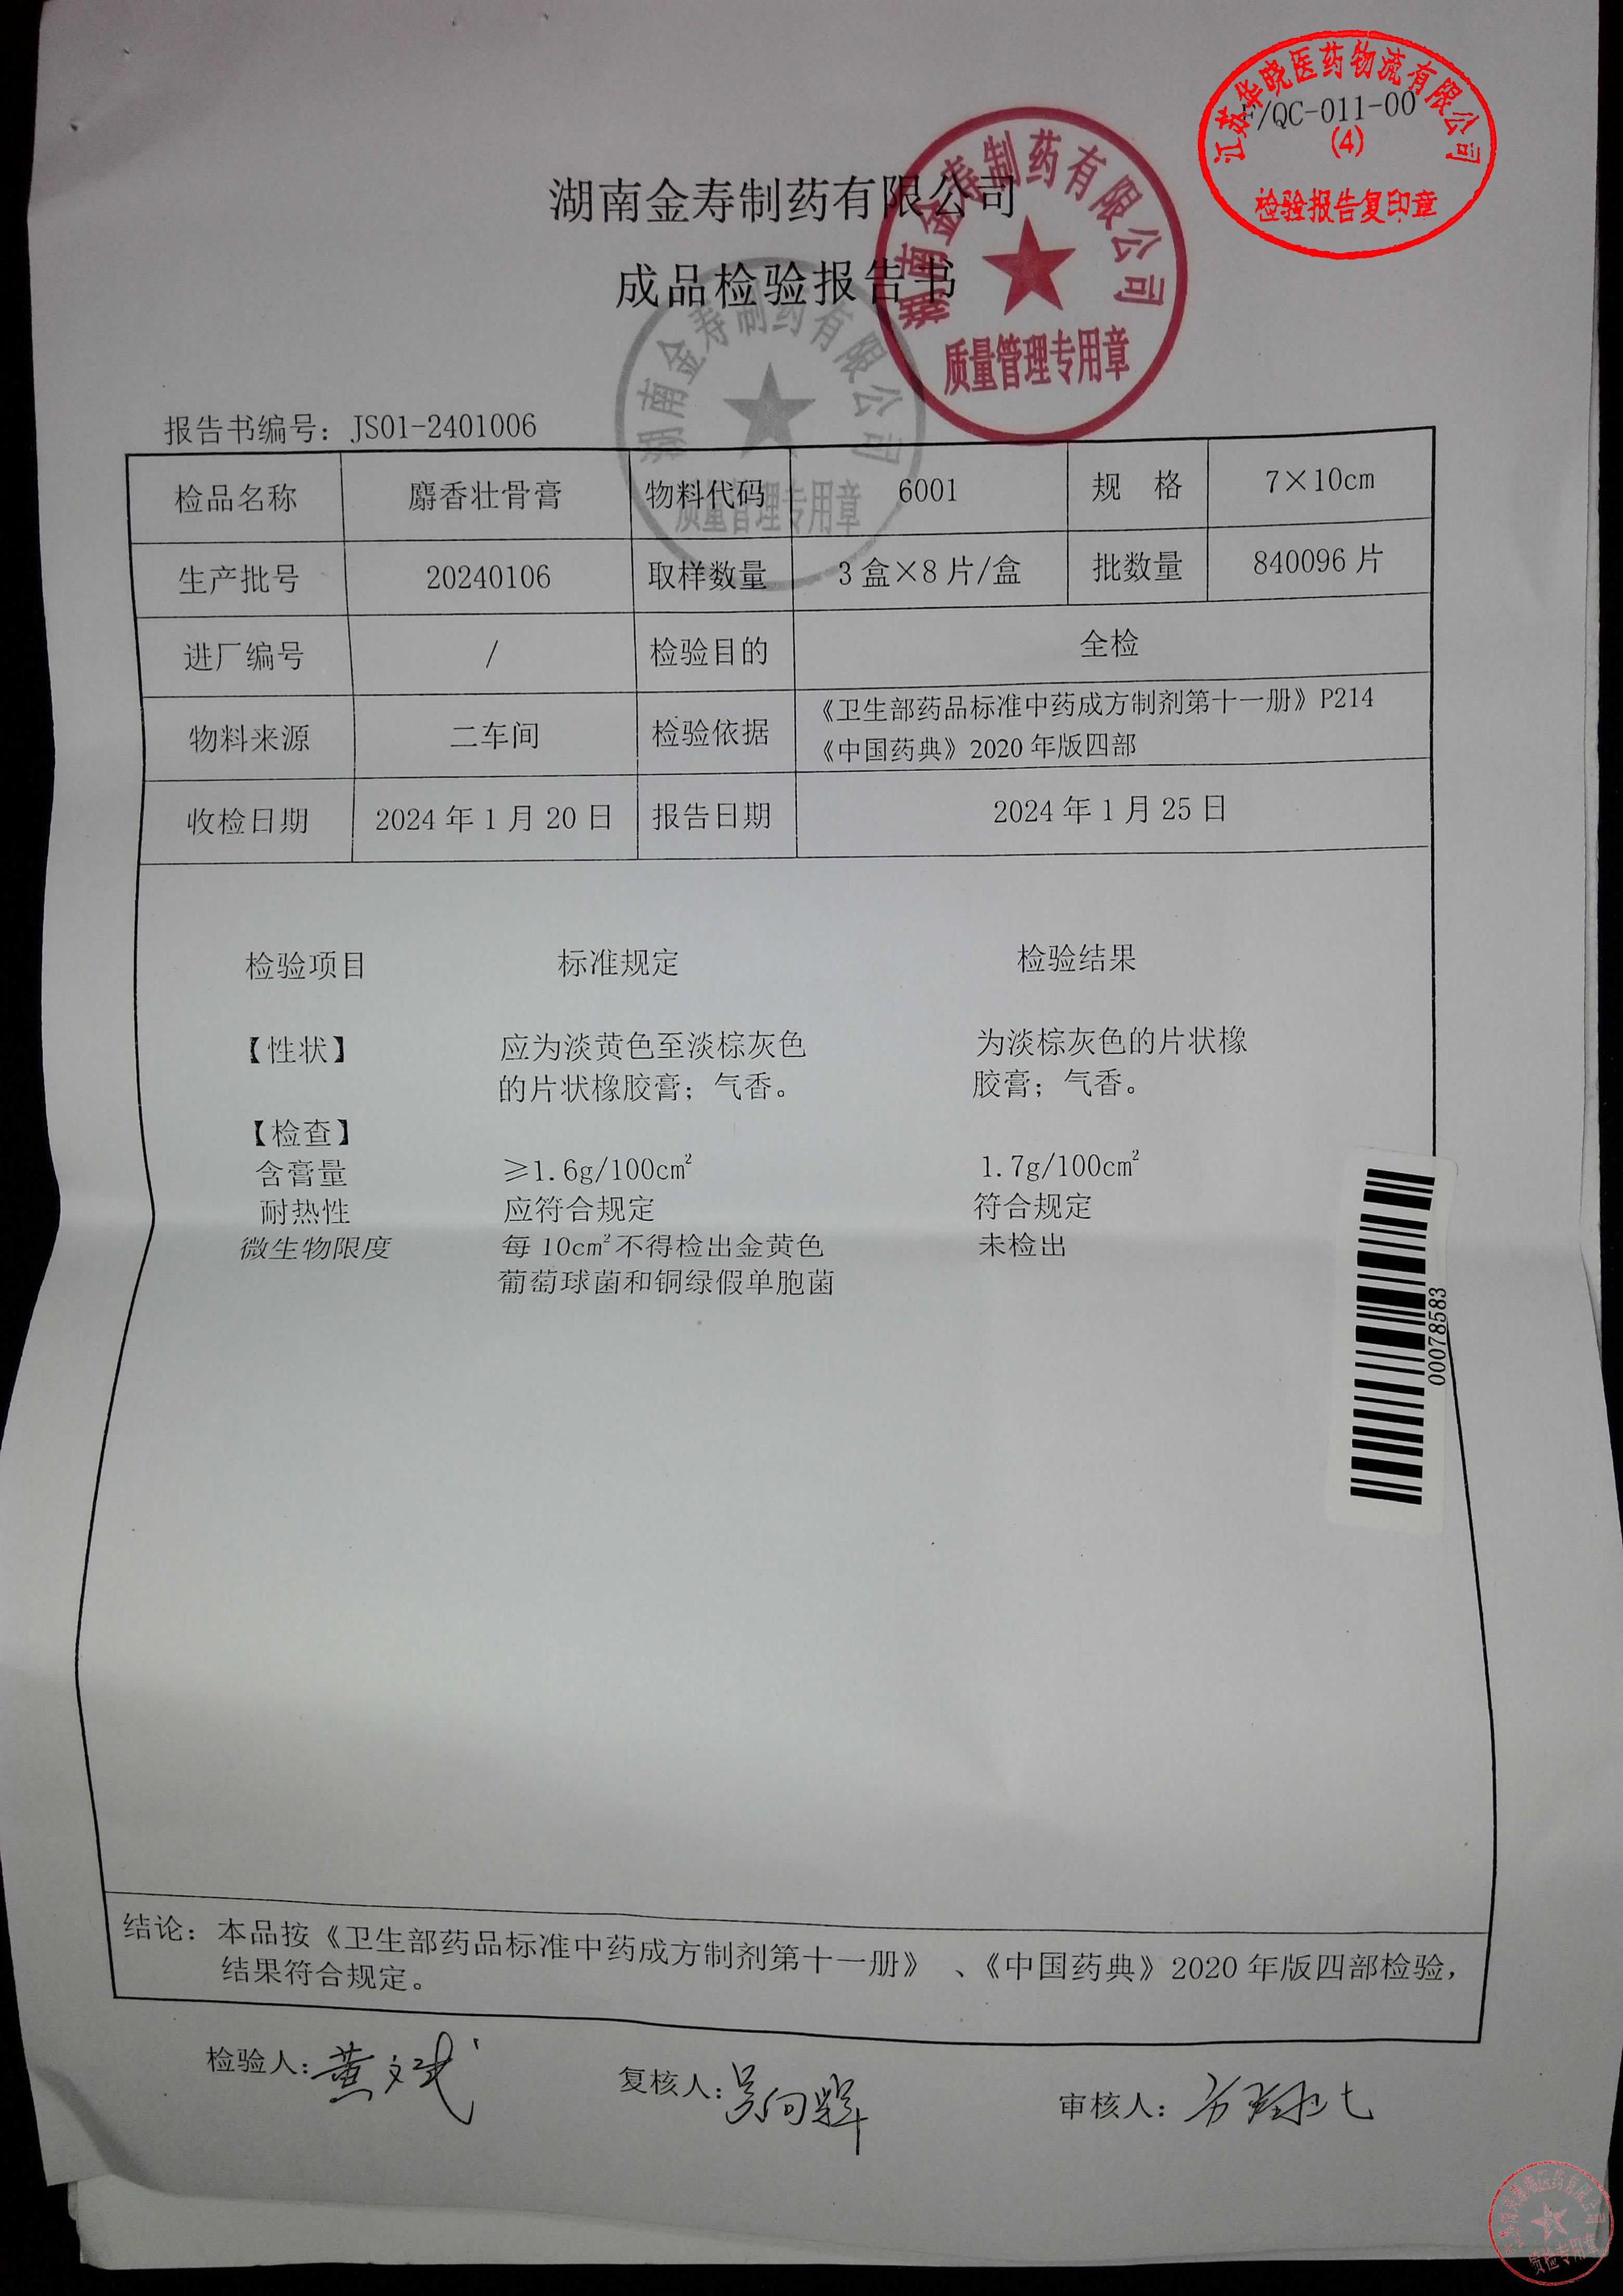 江苏华晓医药物流有限公司
F/QC-011-00
(4)
检验报告复印章
湖南金寿制药有限公司
成品检验报告书
湖南金寿制药有限公司
质量管理专用章
湖南金寿制药有限公司
质量管理专用章
报告书编号：JS01-2401006
检品名称 麝香壮骨膏 物料代码 6001 规 格 7×10cm
生产批号 20240106 取样数量 3盒×8片/盒 批数量 840096片
进厂编号 / 检验目的 全检
物料来源 二车间 检验依据 《卫生部药品标准中药成方制剂第十一册》P214
《中国药典》2020年版四部
收检日期 2024年1月20日 报告日期 2024年1月25日
检验项目 标准规定 检验结果
【性状】 应为淡黄色至淡棕灰色 为淡棕灰色的片状橡
的片状橡胶膏；气香。 胶膏；气香。
【检查】
含膏量 ≥1.6g/100cm² 1.7g/100cm²
耐热性 应符合规定 符合规定
微生物限度 每10cm²不得检出金黄色 未检出
葡萄球菌和铜绿假单胞菌
00078583
结论：本品按《卫生部药品标准中药成方制剂第十一册》、《中国药典》2020年版四部检验，
结果符合规定。
检验人：黄文武 复核人：吴向辉 审核人：
质检专用章